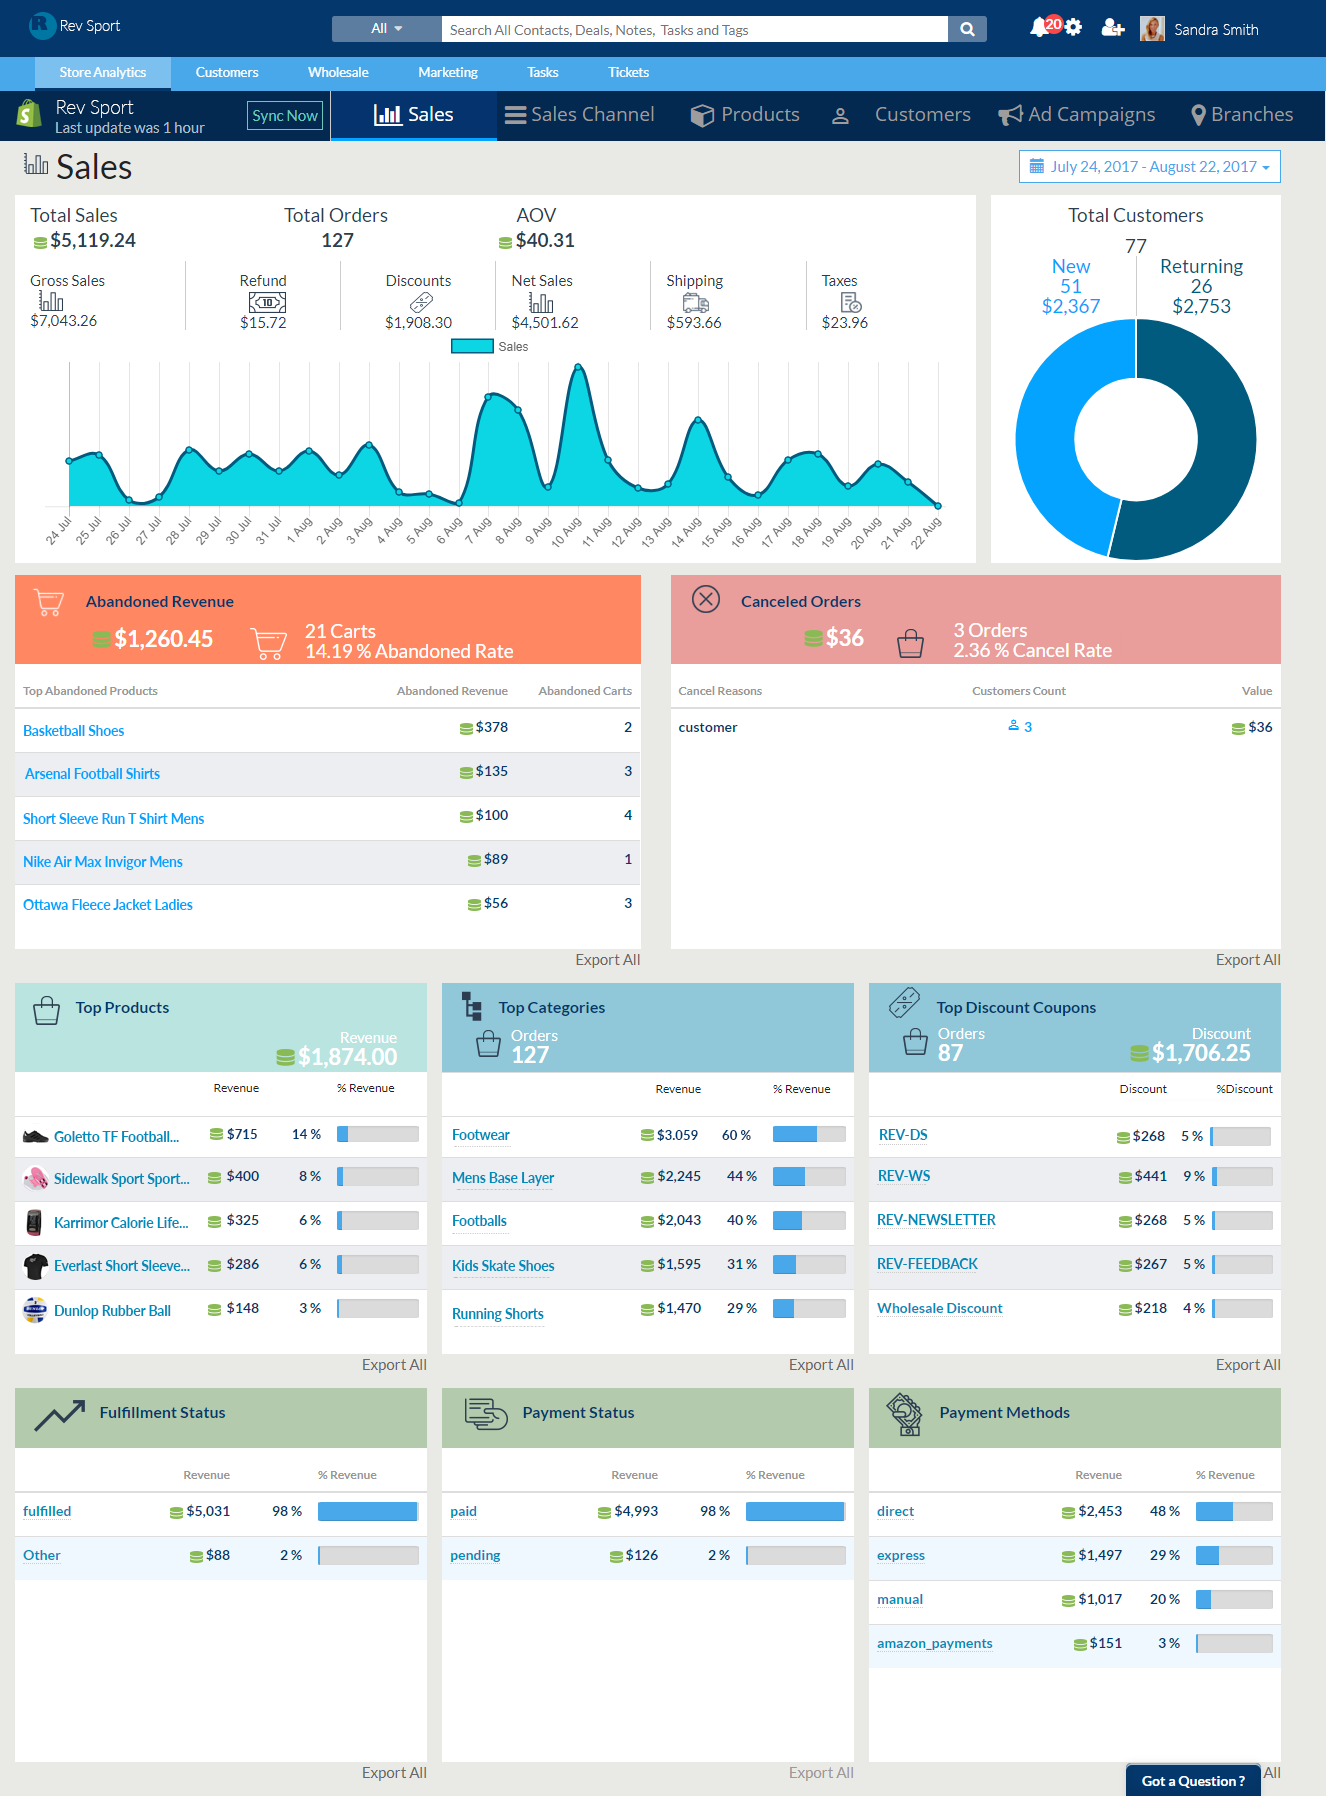 Rev Sport
All
Search All Contacts, Deals, Notes, Tasks and Tags
20
Sandra Smith
Store Analytics
Customers
Wholesale
Marketing
Tasks
Tickets
Rev Sport
Last update was 1 hour
Sync Now
Sales
Sales Channel
Products
Customers
Ad Campaigns
Branches
Sales
July 24, 2017 - August 22, 2017
Total Sales
$5,119.24
Total Orders
127
AOV
$40.31
Gross Sales
$7,043.26
Refund
$15.72
Discounts
$1,908.30
Net Sales
$4,501.62
Shipping
$593.66
Taxes
$23.96
Sales
24 Jul
25 Jul
26 Jul
27 Jul
28 Jul
29 Jul
30 Jul
31 Jul
1 Aug
2 Aug
3 Aug
4 Aug
5 Aug
6 Aug
7 Aug
8 Aug
9 Aug
10 Aug
11 Aug
12 Aug
13 Aug
14 Aug
15 Aug
16 Aug
17 Aug
18 Aug
19 Aug
20 Aug
21 Aug
22 Aug
Total Customers
77
New
51
$2,367
Returning
26
$2,753
Abandoned Revenue
$1,260.45
21 Carts
14.19 % Abandoned Rate
Top Abandoned Products Abandoned Revenue Abandoned Carts
Basketball Shoes $378 2
Arsenal Football Shirts $135 3
Short Sleeve Run T Shirt Mens $100 4
Nike Air Max Invigor Mens $89 1
Ottawa Fleece Jacket Ladies $56 3
Export All
Canceled Orders
$36
3 Orders
2.36 % Cancel Rate
Cancel Reasons Customers Count Value
customer 3 $36
Export All
Top Products
Revenue
$1,874.00
Revenue % Revenue
Goletto TF Football... $715 14 %
Sidewalk Sport Sport... $400 8 %
Karrimor Calorie Life... $325 6 %
Everlast Short Sleeve... $286 6 %
Dunlop Rubber Ball $148 3 %
Export All
Top Categories
Orders
127
Revenue % Revenue
Footwear $3.059 60 %
Mens Base Layer $2,245 44 %
Footballs $2,043 40 %
Kids Skate Shoes $1,595 31 %
Running Shorts $1,470 29 %
Export All
Top Discount Coupons
Orders
87
Discount
$1,706.25
Discount %Discount
REV-DS $268 5 %
REV-WS $441 9 %
REV-NEWSLETTER $268 5 %
REV-FEEDBACK $267 5 %
Wholesale Discount $218 4 %
Export All
Fulfillment Status
Revenue % Revenue
fulfilled $5,031 98 %
Other $88 2 %
Export All
Payment Status
Revenue % Revenue
paid $4,993 98 %
pending $126 2 %
Export All
Payment Methods
Revenue % Revenue
direct $2,453 48 %
express $1,497 29 %
manual $1,017 20 %
amazon_payments $151 3 %
All
Got a Question ?